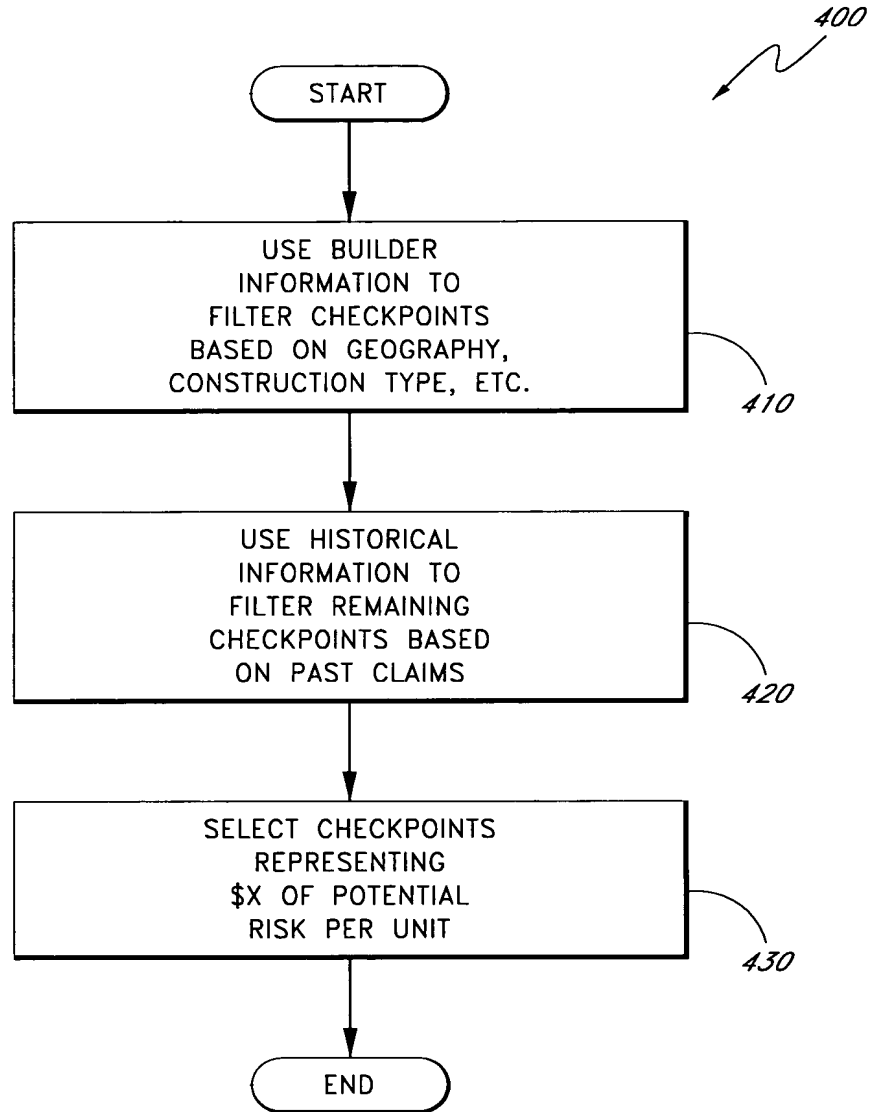 400
START
USE BUILDER
INFORMATION TO
FILTER CHECKPOINTS
BASED ON GEOGRAPHY,
CONSTRUCTION TYPE, ETC.
410
USE HISTORICAL
INFORMATION TO
FILTER REMAINING
CHECKPOINTS BASED
ON PAST CLAIMS
420
SELECT CHECKPOINTS
REPRESENTING
$X OF POTENTIAL
RISK PER UNIT
430
END